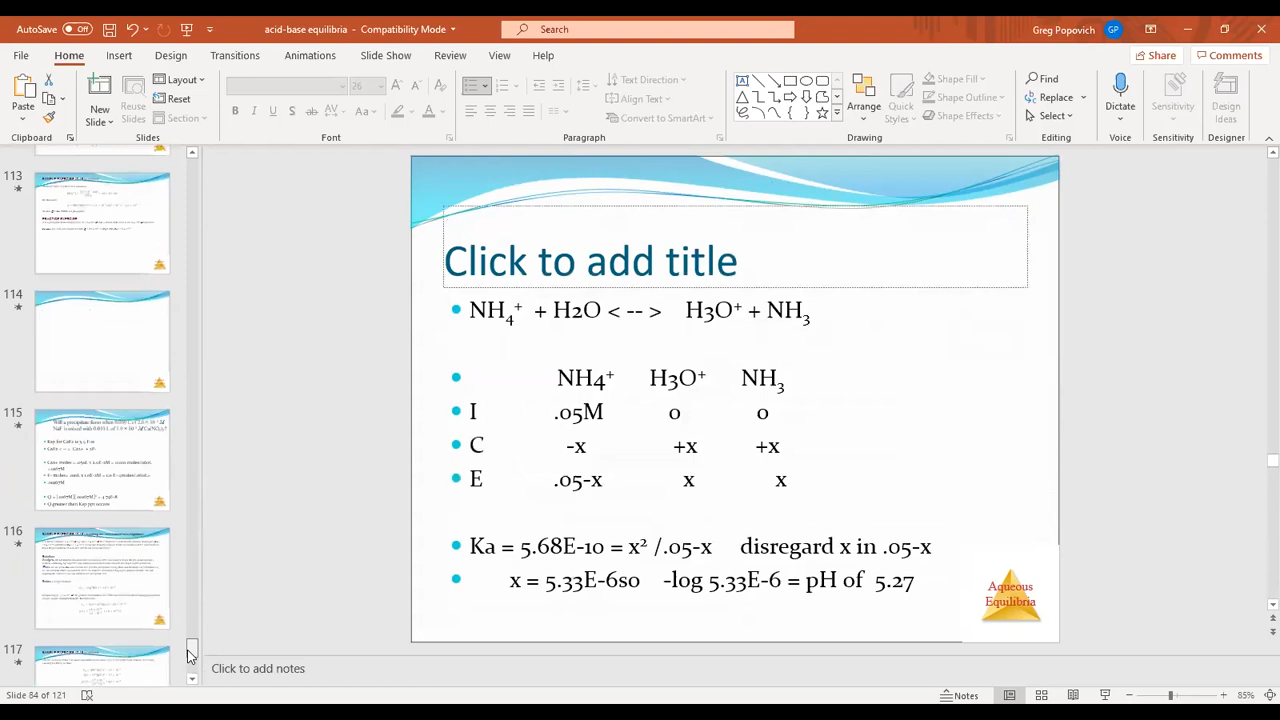 AutoSave Off acid-base equilibria - Compatibility Mode Search Greg Popovich GP
File Home Insert Design Transitions Animations Slide Show Review View Help Share Comments
Paste New Slide Reuse Slides Layout Reset Section
26
B I U S ab AV Aa A
Text Direction Align Text Convert to SmartArt
Arrange Quick Styles Shape Fill Shape Outline Shape Effects
Find Replace Select Dictate Sensitivity Design Ideas
Clipboard Slides Font Paragraph Drawing Editing Voice Sensitivity Designer
113
114
115
116
117
Click to add title
• NH₄⁺ + H2O < -- > H3O⁺ + NH₃
• NH4⁺ H3O⁺ NH₃
• I .05M 0 0
• C -x +x +x
• E .05-x x x
• Ka = 5.68E-10 = x² /.05-x disregard x in .05-x
• x = 5.33E-6so -log 5.33E-6 = pH of 5.27
Aqueous
Equilibria
Click to add notes
Slide 84 of 121 Notes 85%